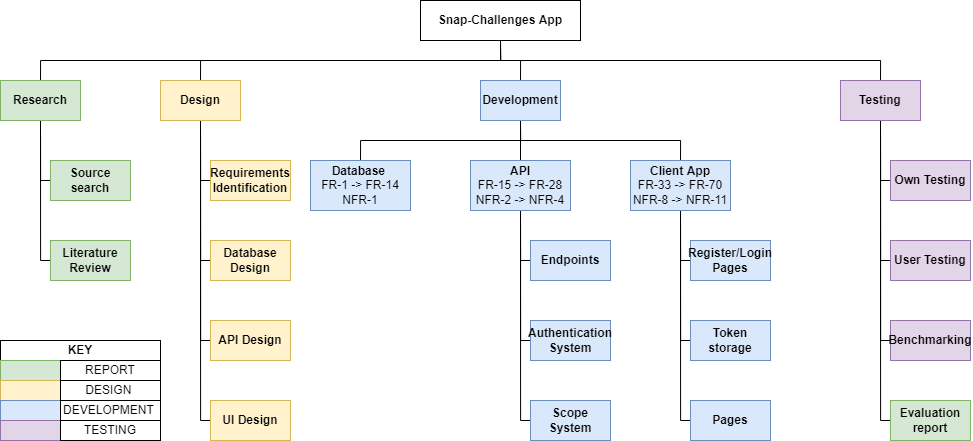 Snap-Challenges App
Research
Design
Development
Testing
Source
search
Literature
Review
Requirements
Identification
Database
Design
API Design
UI Design
Database
FR-1 -> FR-14
NFR-1
API
FR-15 -> FR-28
NFR-2 -> NFR-4
Endpoints
Authentication
System
Scope
System
Client App
FR-33 -> FR-70
NFR-8 -> NFR-11
Register/Login
Pages
Token
storage
Pages
Own Testing
User Testing
Benchmarking
Evaluation
report
KEY
REPORT
DESIGN
DEVELOPMENT
TESTING